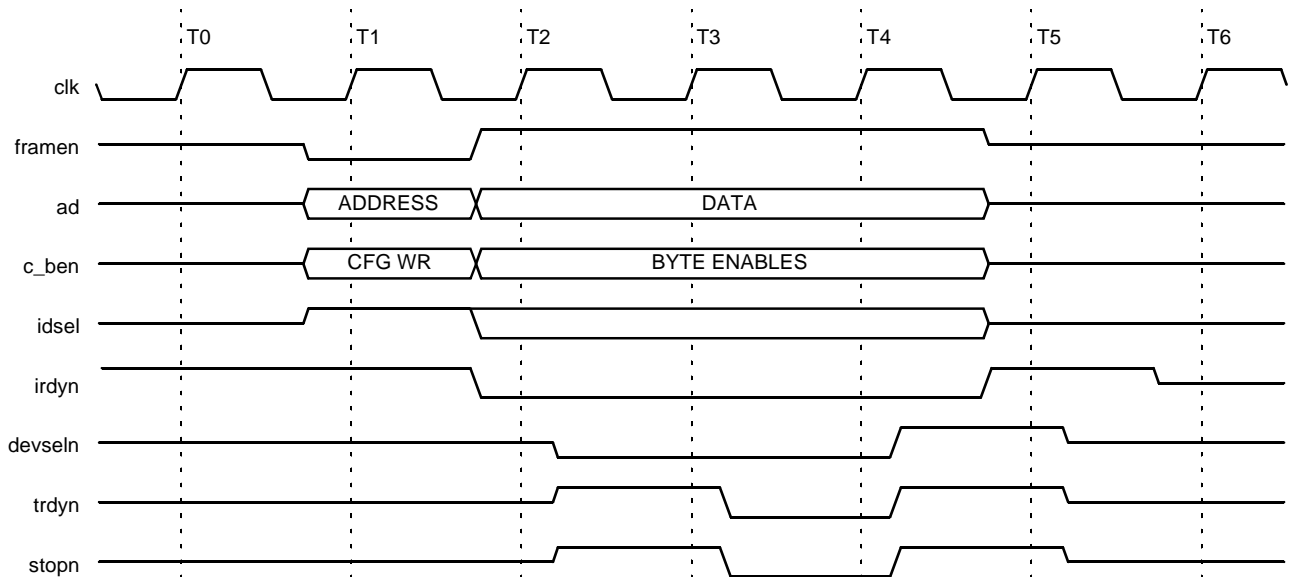 T0 T1 T2 T3 T4 T5 T6
clk
framen
ad ADDRESS DATA
c_ben CFG WR BYTE ENABLES
idsel
irdyn
devseln
trdyn
stopn